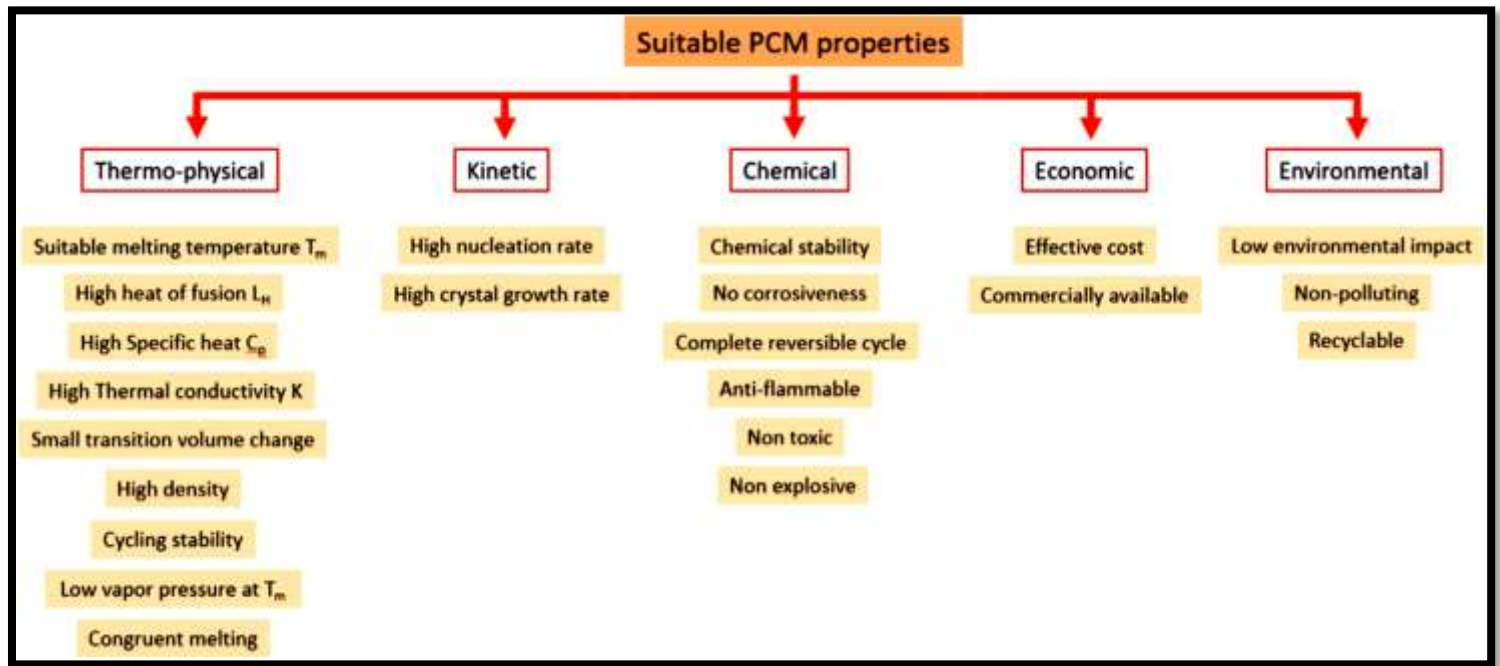 Suitable PCM properties
Thermo-physical
Suitable melting temperature Tₘ
High heat of fusion L_H
High Specific heat Cₚ
High Thermal conductivity K
Small transition volume change
High density
Cycling stability
Low vapor pressure at Tₘ
Congruent melting
Kinetic
High nucleation rate
High crystal growth rate
Chemical
Chemical stability
No corrosiveness
Complete reversible cycle
Anti-flammable
Non toxic
Non explosive
Economic
Effective cost
Commercially available
Environmental
Low environmental impact
Non-polluting
Recyclable